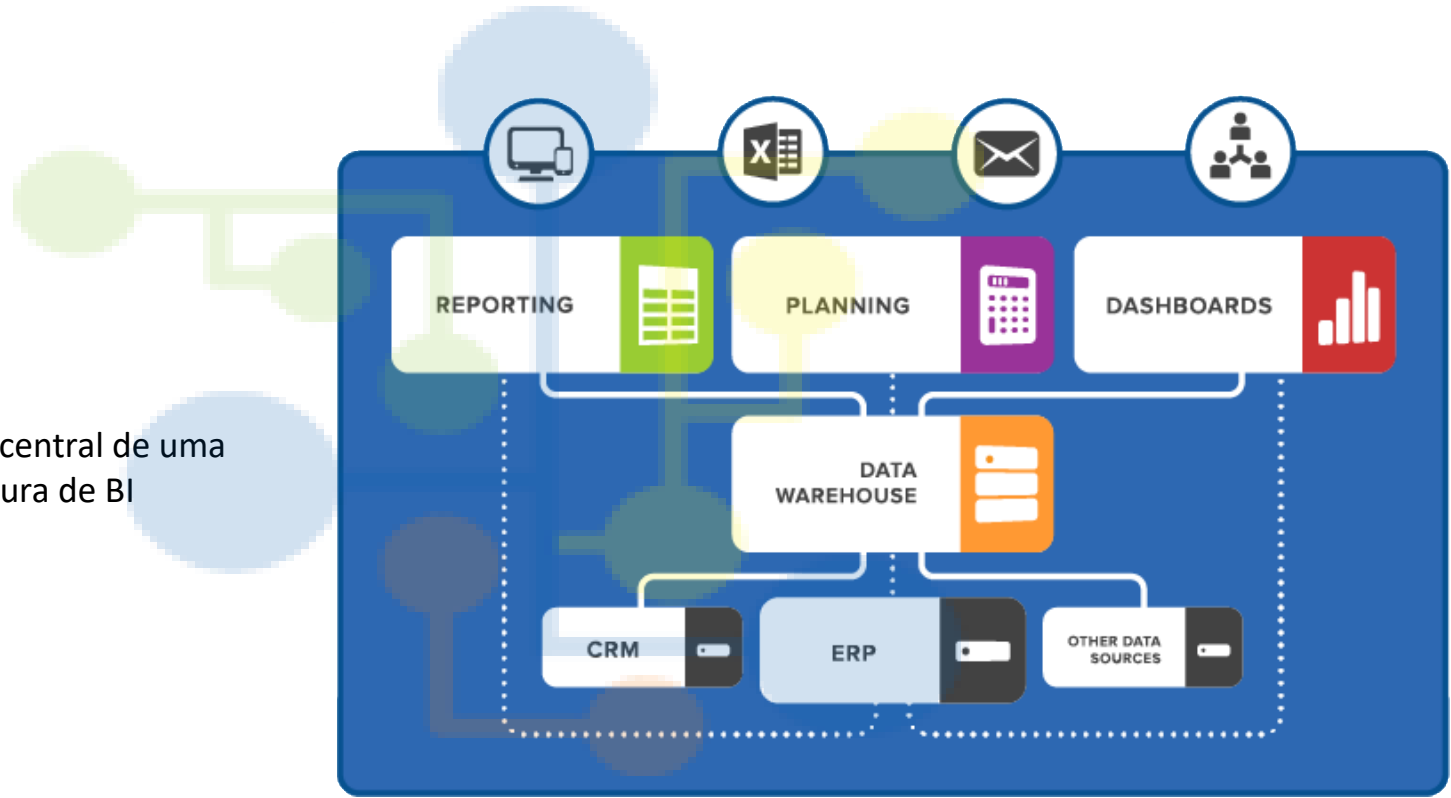 REPORTING
PLANNING
DASHBOARDS
central de uma
ura de BI
DATA
WAREHOUSE
CRM
ERP
OTHER DATA
SOURCES
X